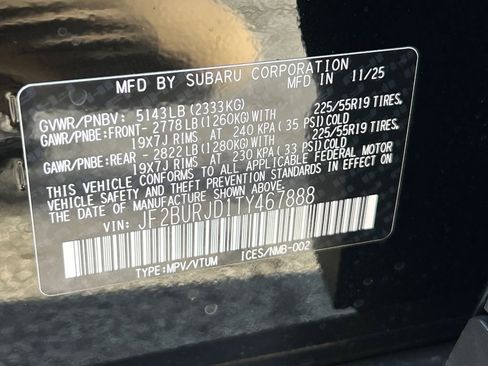 MFD BY SUBARU CORPORATION
MFD IN 11/25
GVWR/PNBV: 5143LB (2333KG)
GAWR/PNBE:FRONT- 2778LB (1260KG) WITH 225/55R19 TIRES,
19X7J RIMS AT 240 KPA (35 PSI) COLD
GAWR/PNBE:REAR - 2822LB (1280KG) WITH 225/55R19 TIRES,
19X7J RIMS AT 230 KPA (33 PSI) COLD
THIS VEHICLE CONFORMS TO ALL APPLICABLE FEDERAL MOTOR
VEHICLE SAFETY AND THEFT PREVENTION STANDARDS IN EFFECT
ON THE DATE OF MANUFACTURE SHOWN ABOVE.
VIN: JF2BURJD1TY467888
TYPE:MPV/VTUM ICES/NMB-002